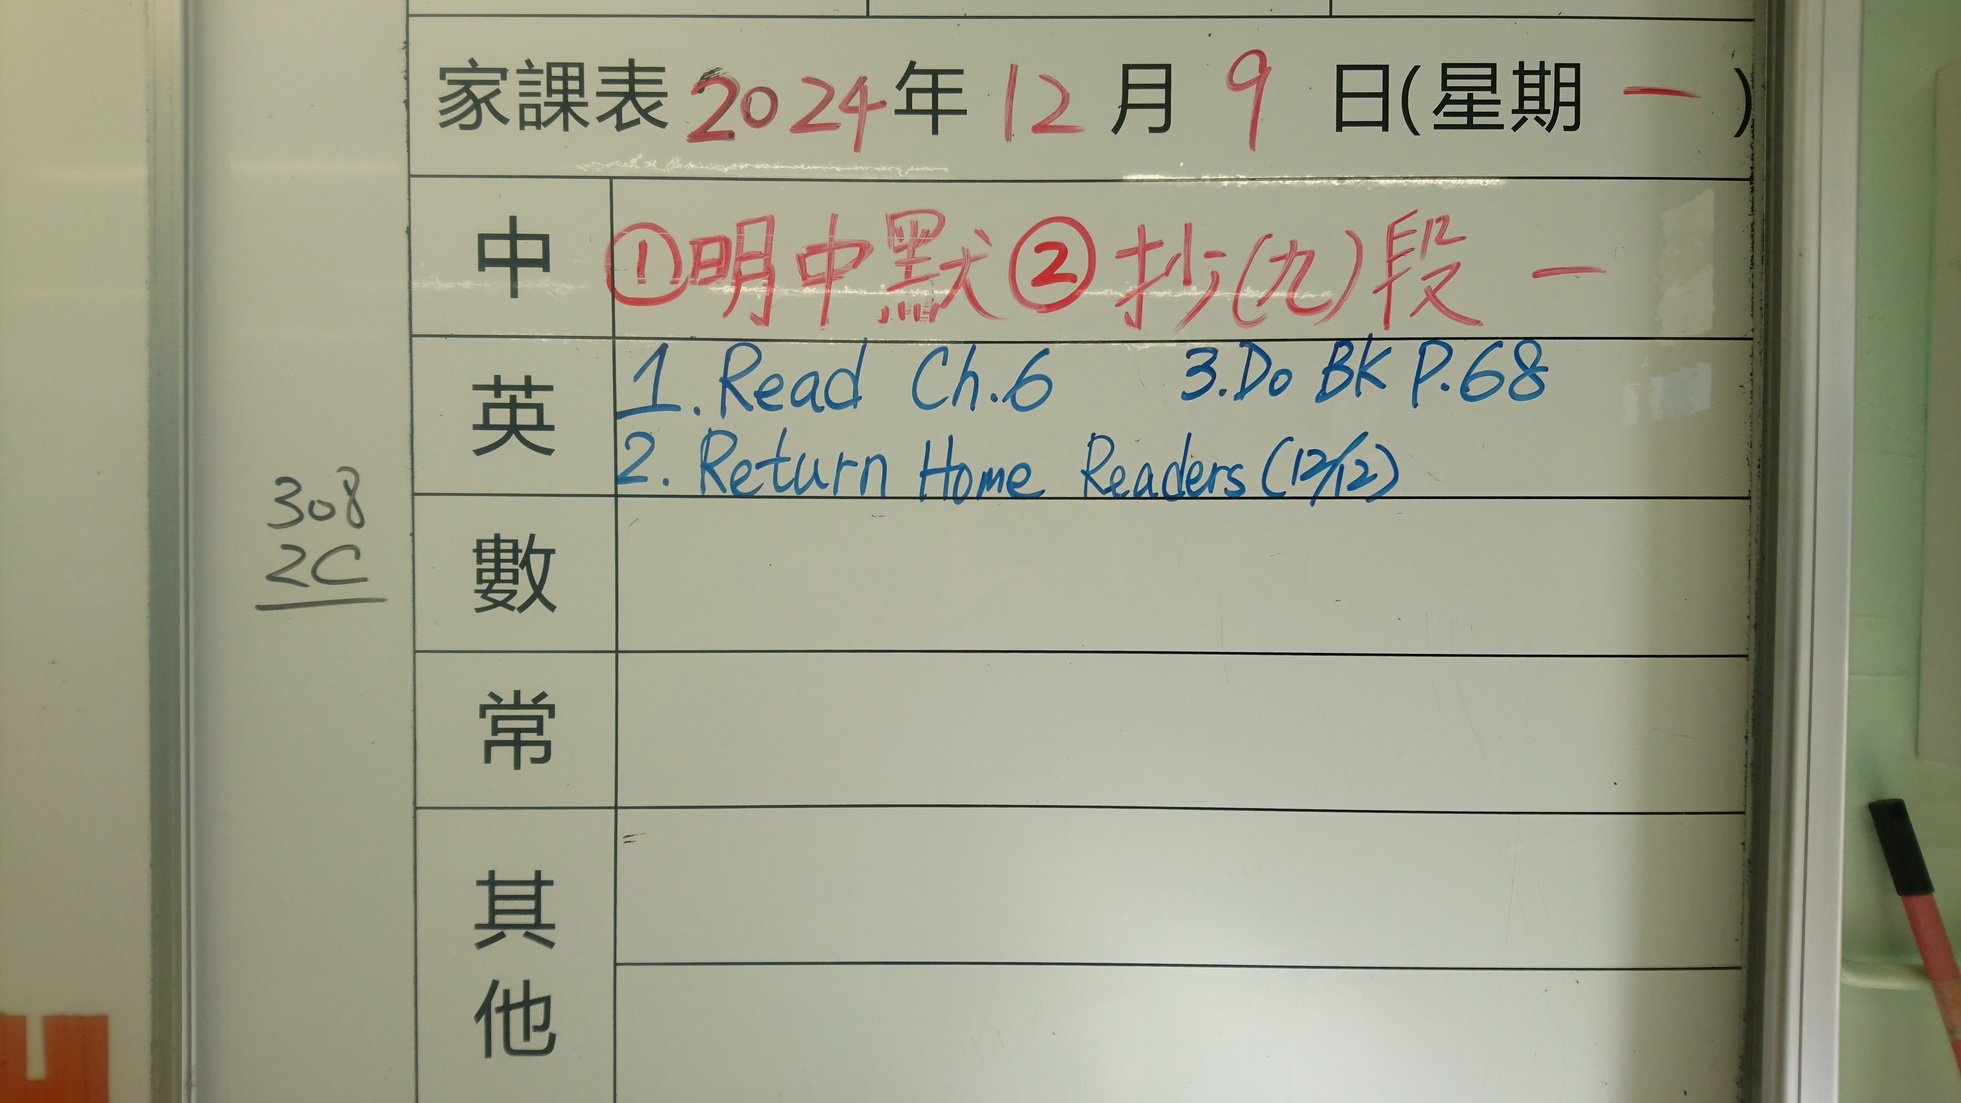 家課表 2024年 12月 9日(星期一)
中 ①明中默②抄(九)段一
英 1. Read Ch.6 3. Do BK P.68
2. Return Home Readers (12/12)
308
2C
數
常
其
他